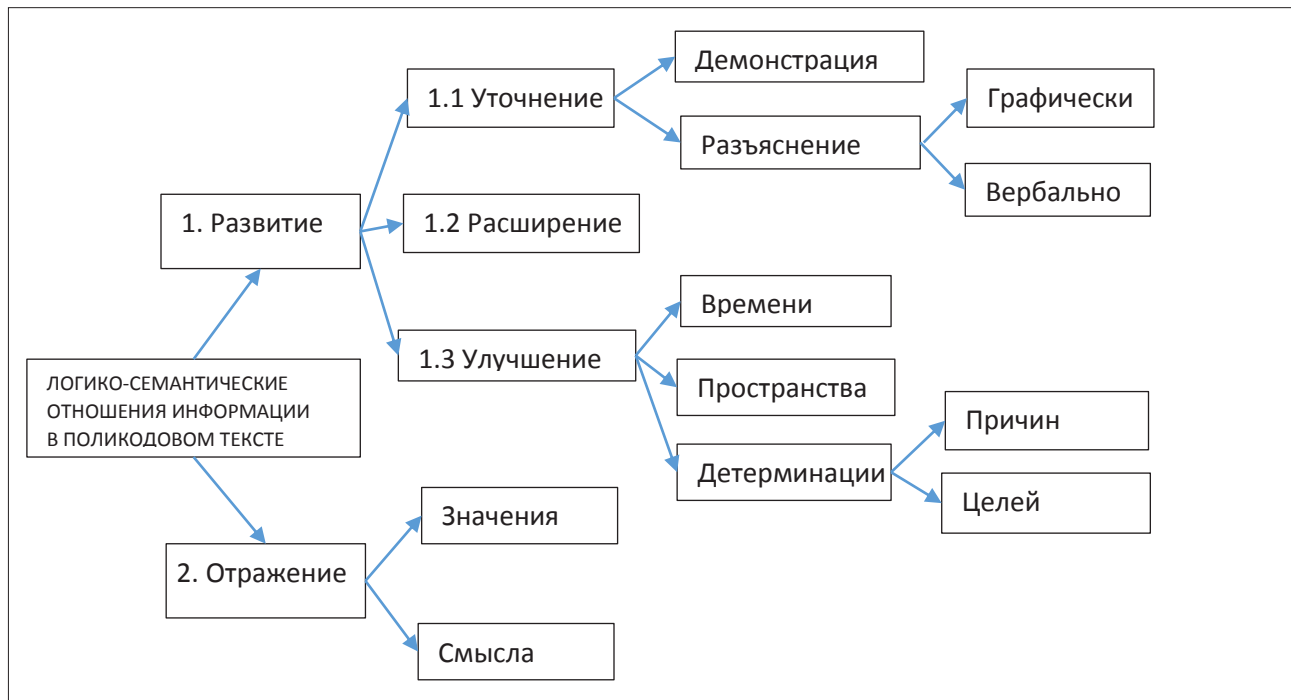 Демонстрация
1.1 Уточнение
Графически
Разъяснение
Вербально
1. Развитие
1.2 Расширение
Времени
1.3 Улучшение
Пространства
ЛОГИКО-СЕМАНТИЧЕСКИЕ
ОТНОШЕНИЯ ИНФОРМАЦИИ
В ПОЛИКОДОВОМ ТЕКСТЕ
Причин
Детерминации
Целей
Значения
2. Отражение
Смысла